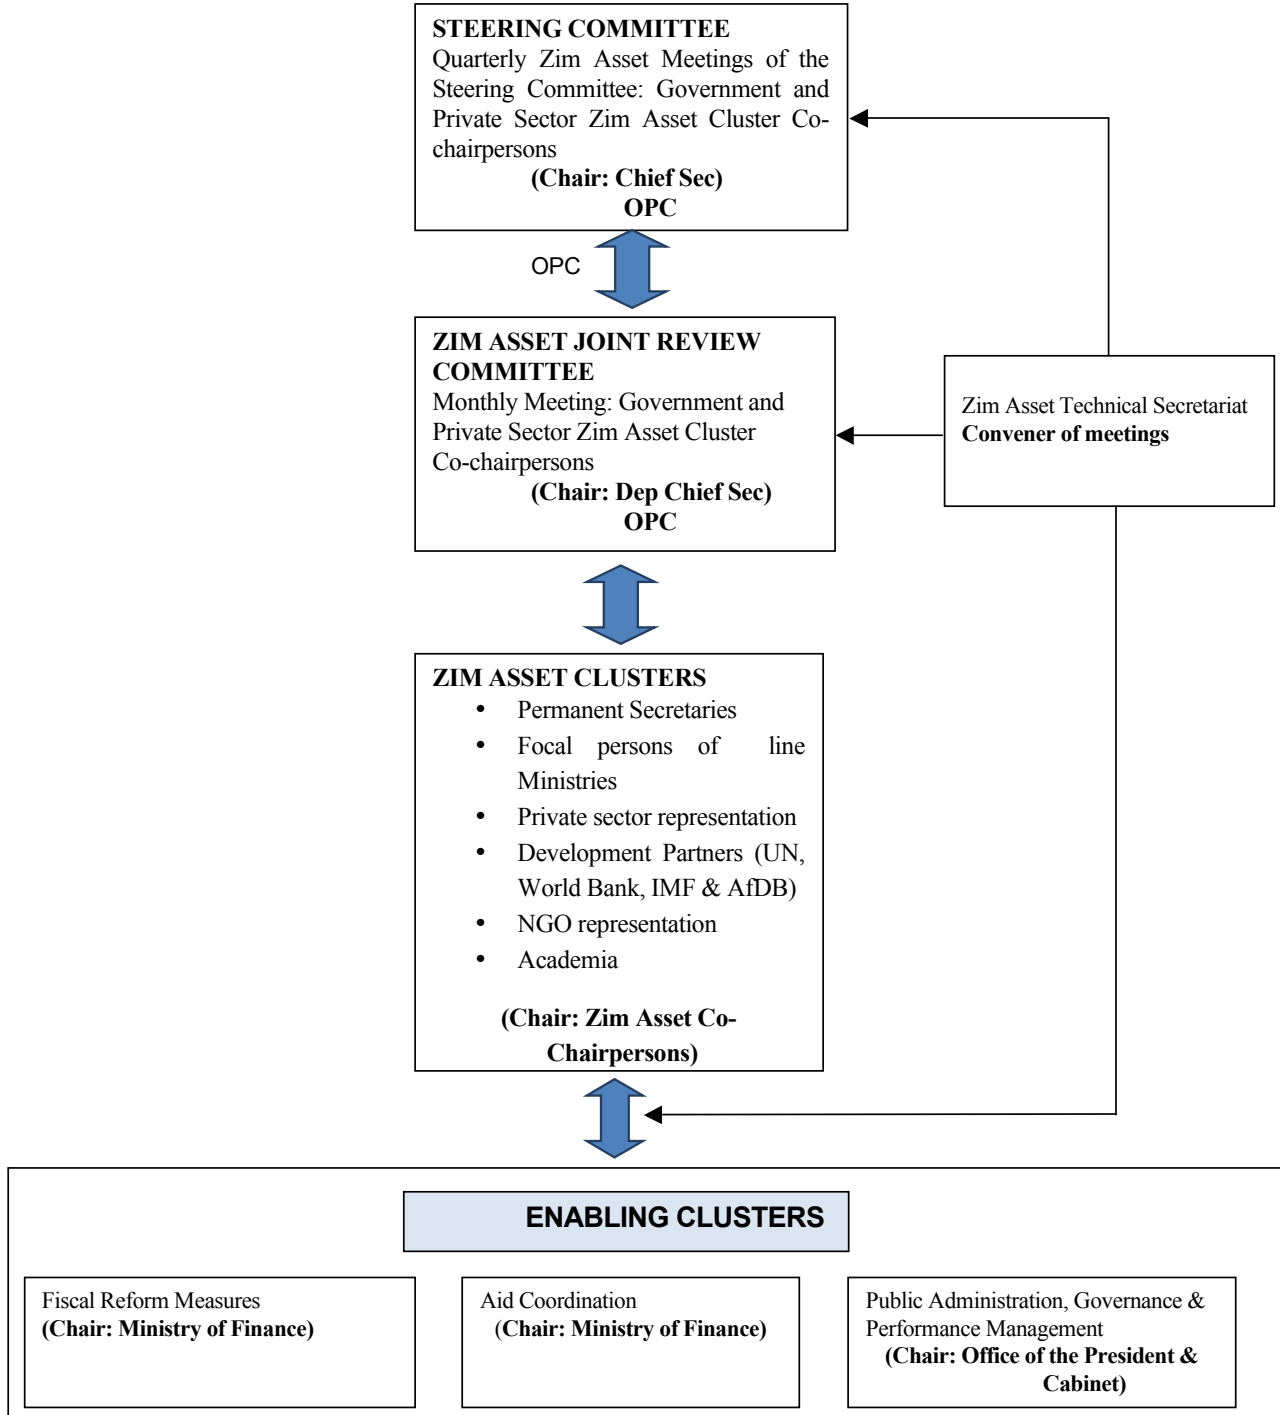 STEERING COMMITTEE
Quarterly Zim Asset Meetings of the
Steering Committee: Government and
Private Sector Zim Asset Cluster Co-
chairpersons
(Chair: Chief Sec)
OPC
OPC
ZIM ASSET JOINT REVIEW
COMMITTEE
Monthly Meeting: Government and
Private Sector Zim Asset Cluster
Co-chairpersons
(Chair: Dep Chief Sec)
OPC
Zim Asset Technical Secretariat
Convener of meetings
ZIM ASSET CLUSTERS
• Permanent Secretaries
• Focal persons of line
Ministries
• Private sector representation
• Development Partners (UN,
World Bank, IMF & AfDB)
• NGO representation
• Academia
(Chair: Zim Asset Co-
Chairpersons)
ENABLING CLUSTERS
Fiscal Reform Measures
(Chair: Ministry of Finance)
Aid Coordination
(Chair: Ministry of Finance)
Public Administration, Governance &
Performance Management
(Chair: Office of the President &
Cabinet)